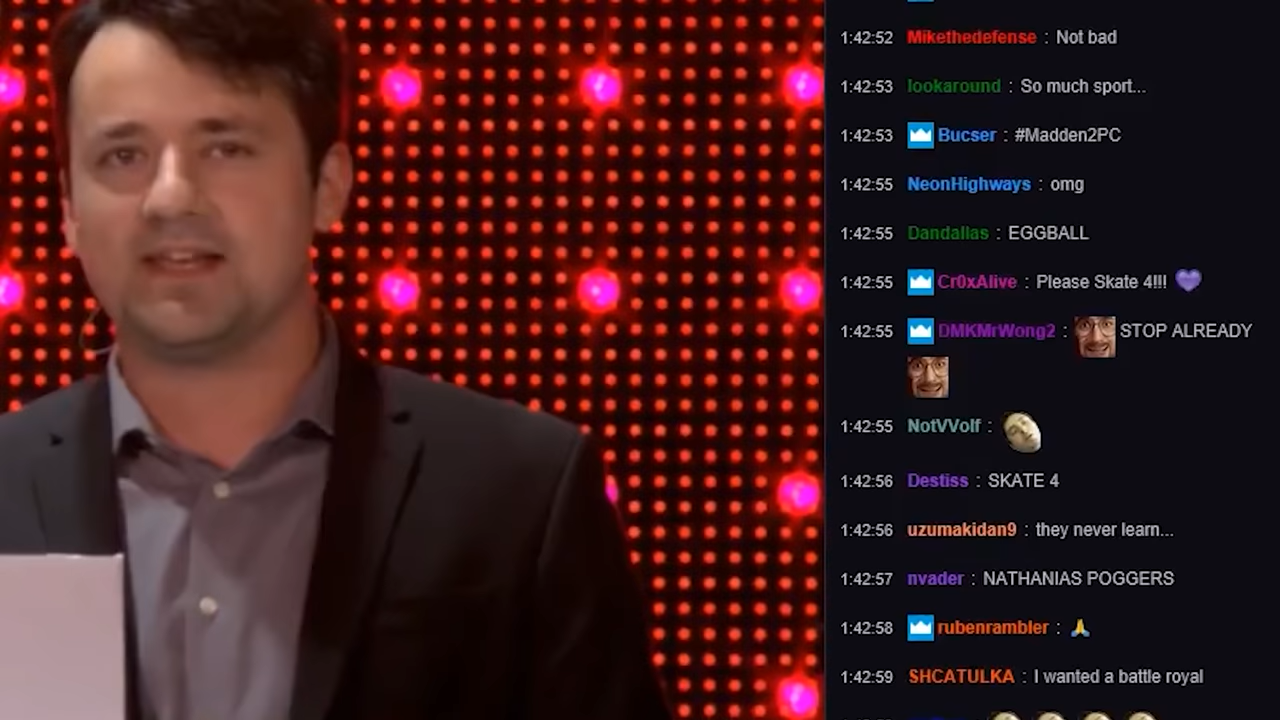 1:42:52 Mikethedefense : Not bad
1:42:53 lookaround : So much sport...
1:42:53 Bucser : #Madden2PC
1:42:55 NeonHighways : omg
1:42:55 Dandallas : EGGBALL
1:42:55 Cr0xAlive : Please Skate 4!!! 💜
1:42:55 DMKMrWong2 : STOP ALREADY
1:42:55 NotVVolf :
1:42:56 Destiss : SKATE 4
1:42:56 uzumakidan9 : they never learn...
1:42:57 nvader : NATHANIAS POGGERS
1:42:58 rubenrambler : 🙏
1:42:59 SHCATULKA : I wanted a battle royal